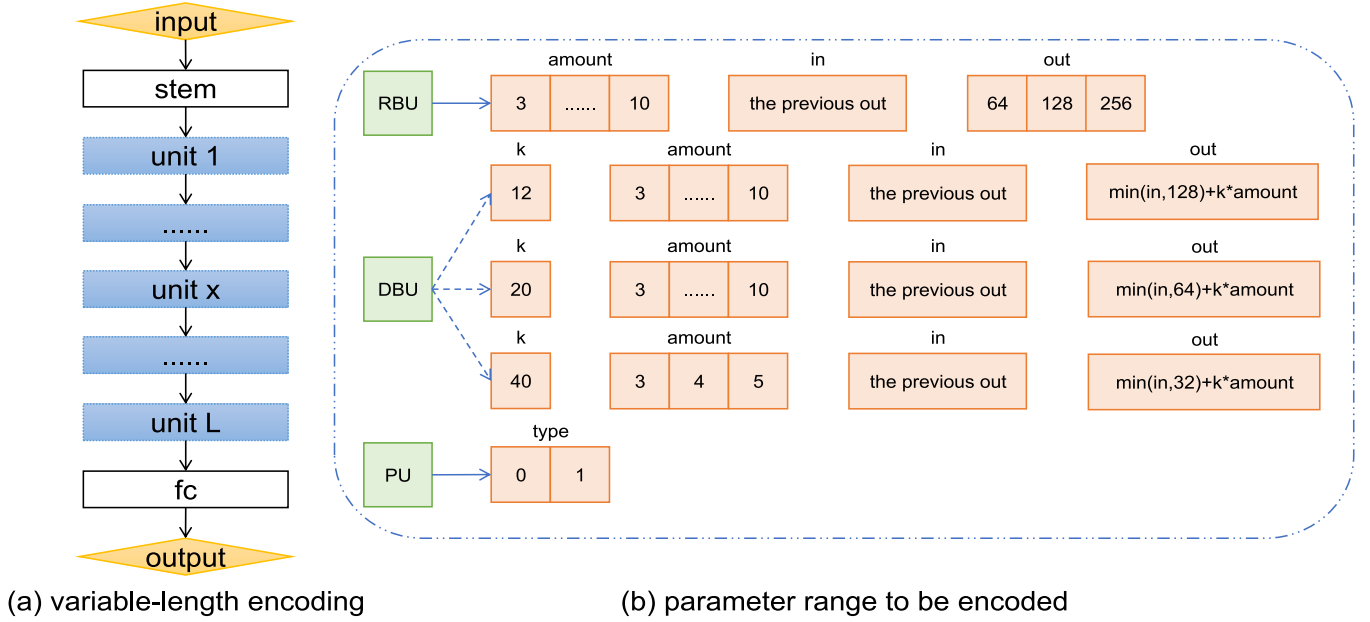 input
stem
unit 1
......
unit x
......
unit L
fc
output
(a) variable-length encoding
amount in out
RBU 3 ...... 10 the previous out 64 128 256
k amount in out
12 3 ...... 10 the previous out min(in,128)+k*amount
k amount in out
DBU 20 3 ...... 10 the previous out min(in,64)+k*amount
k amount in out
40 3 4 5 the previous out min(in,32)+k*amount
type
PU 0 1
(b) parameter range to be encoded